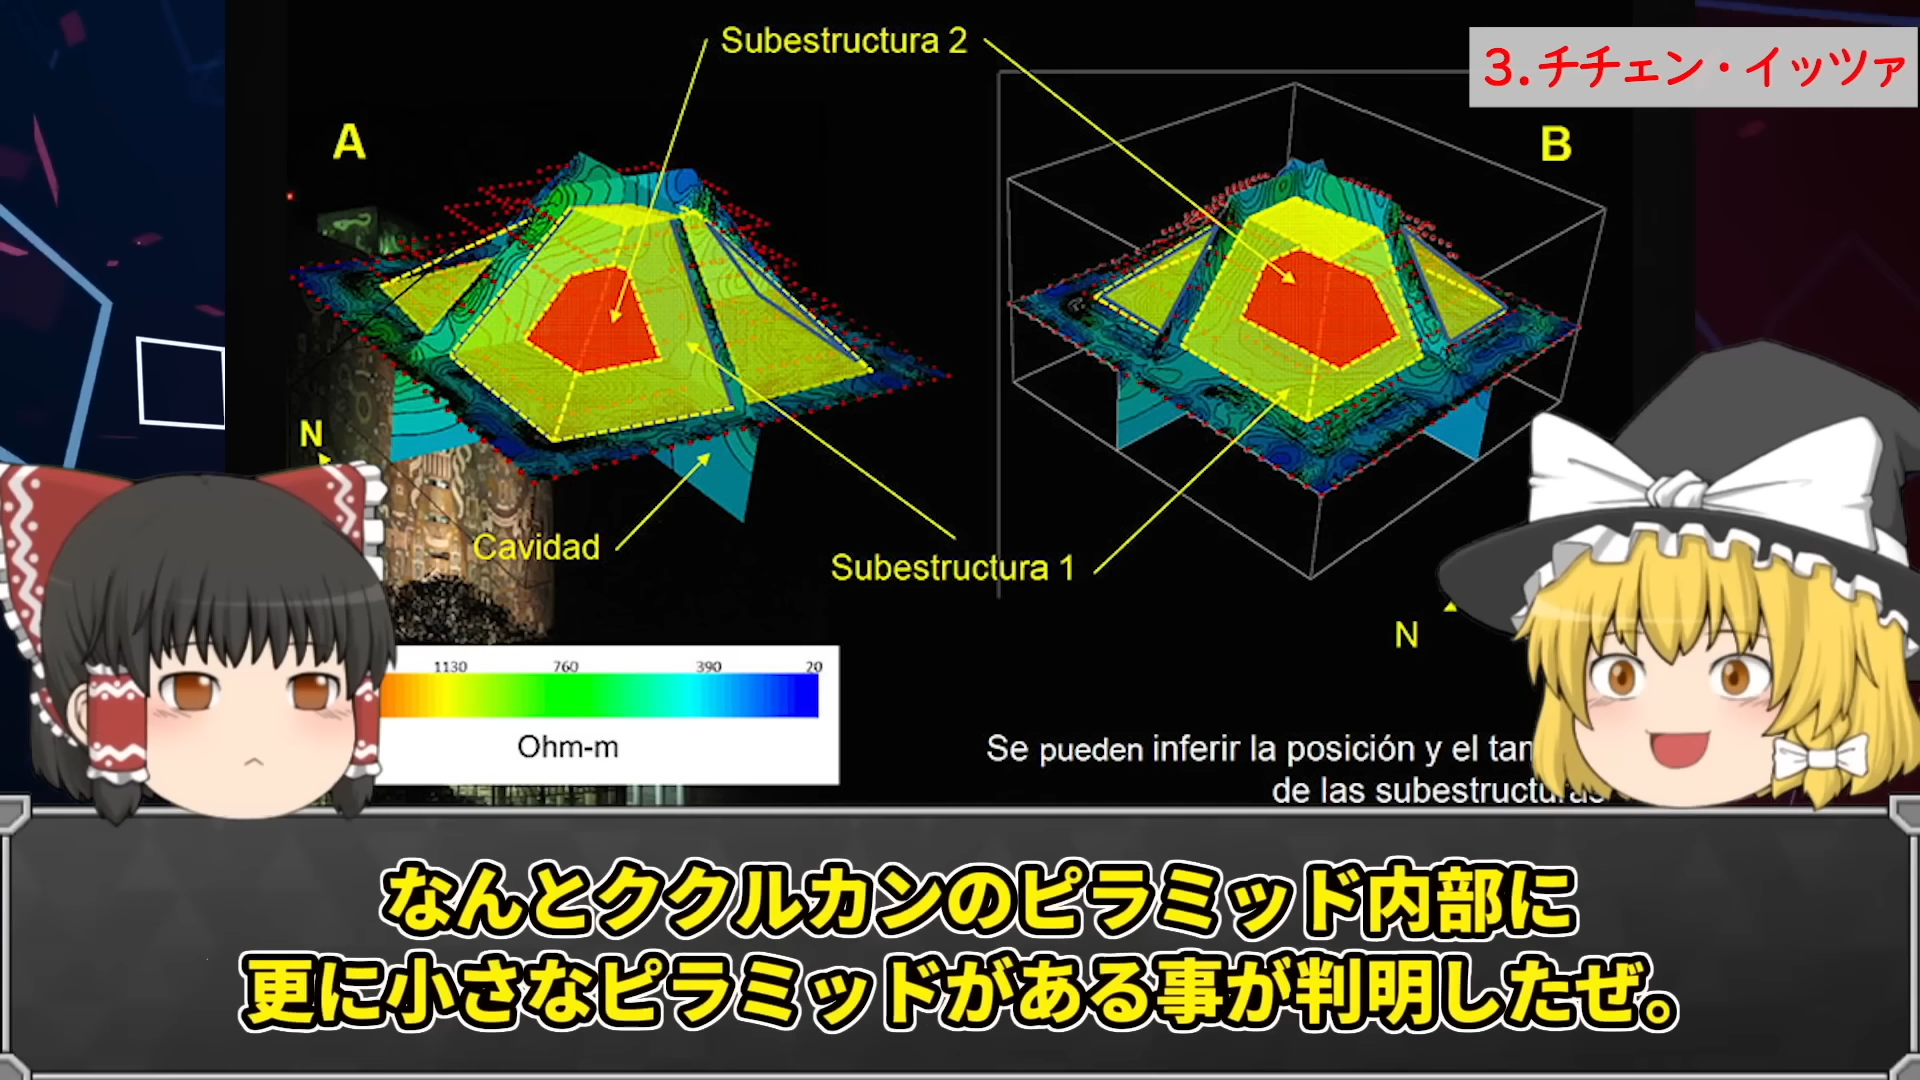 Subestructura 2
3.チチェン・イッツァ
A
B
N
Cavidad
Subestructura 1
N
1130 760 390 20
Ohm-m
Se pueden inferir la posición y el
de las
なんとククルカンのピラミッド内部に
更に小さなピラミッドがある事が判明したぜ。